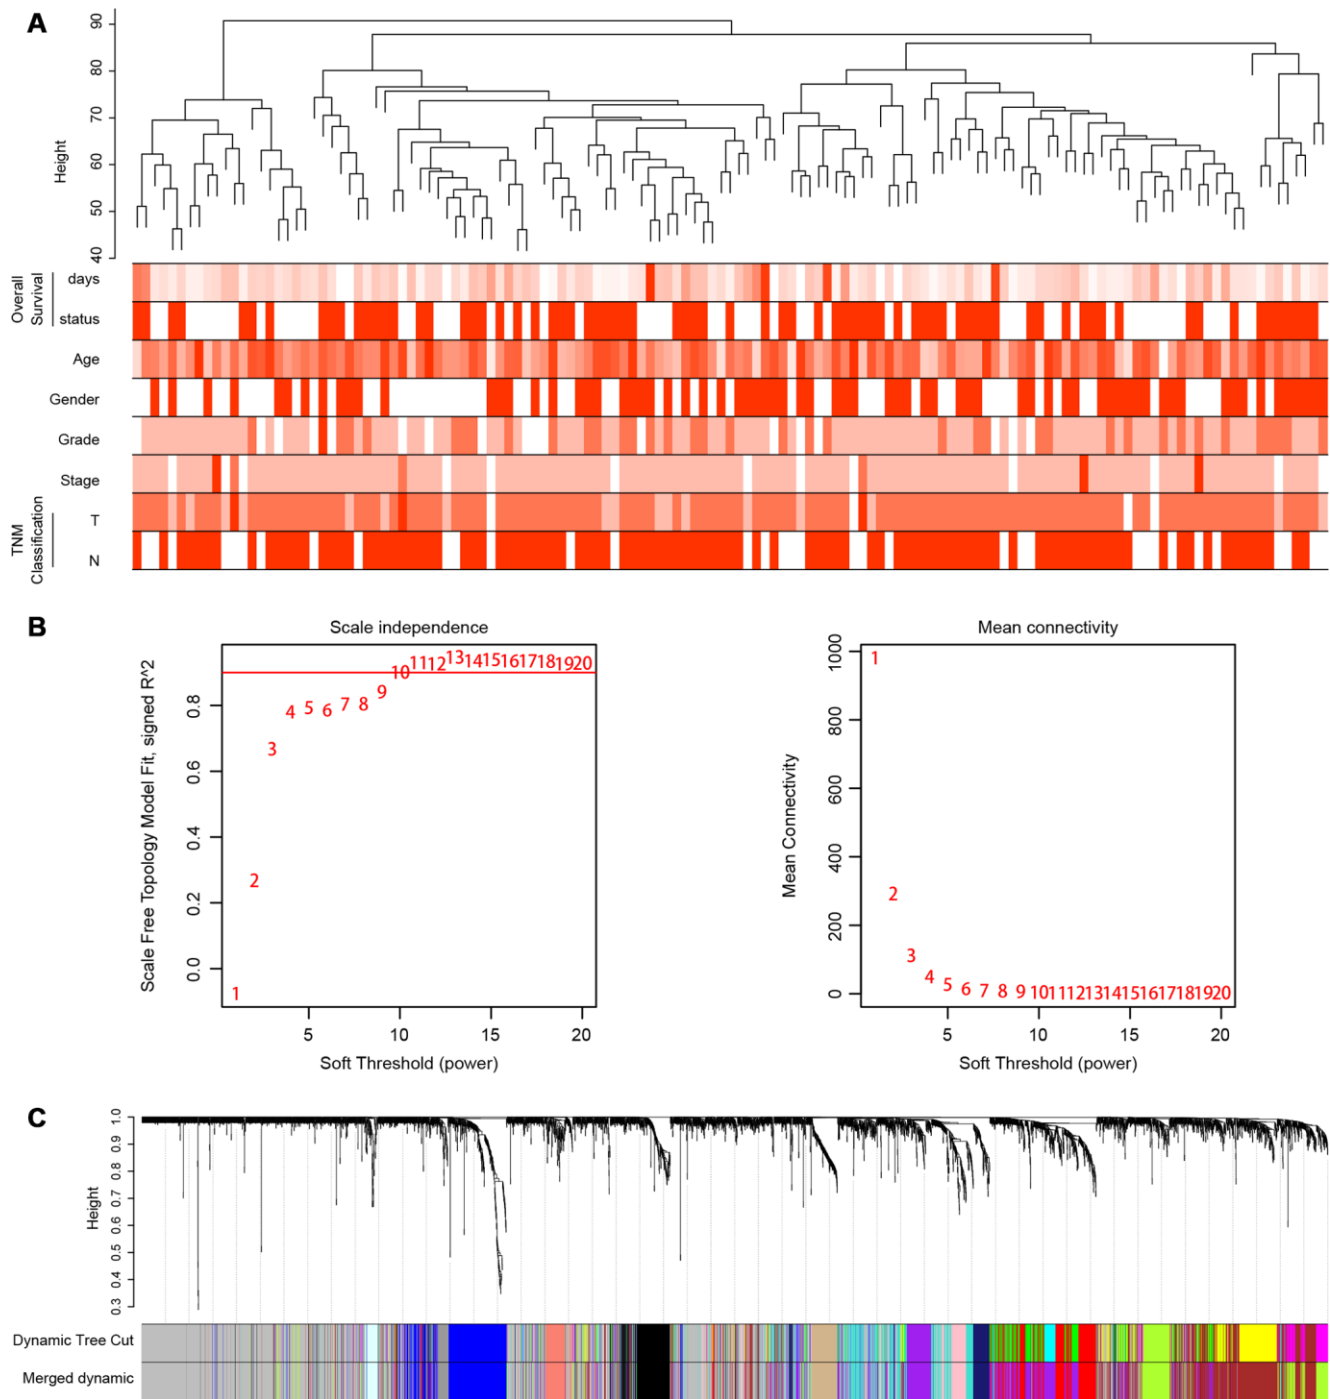 A
90
80
70
60
50
40
Height
Overall
Survival
days
status
Age
Gender
Grade
Stage
TNM
Classification
T
N
B
Scale independence
Scale Free Topology Model Fit, signed R^2
0.8
0.6
0.4
0.2
0.0
1 2 3 4 5 6 7 8 9 10 11 12 13 14 15 16 17 18 19 20
5 10 15 20
Soft Threshold (power)
Mean connectivity
Mean Connectivity
1000
800
600
400
200
0
1 2 3 4 5 6 7 8 9 10 11 12 13 14 15 16 17 18 19 20
5 10 15 20
Soft Threshold (power)
C
Height
1.0
0.9
0.8
0.7
0.6
0.5
0.4
0.3
Dynamic Tree Cut
Merged dynamic